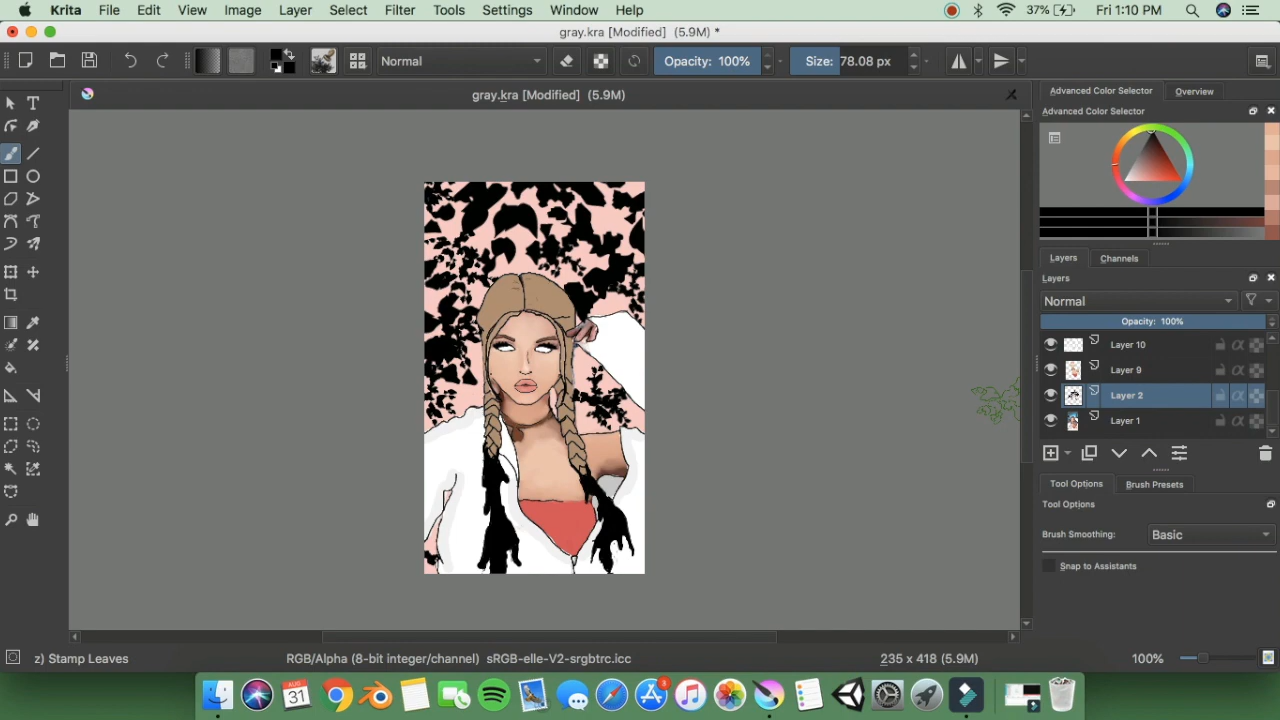 Krita File Edit View Image Layer Select Filter Tools Settings Window Help 37% Fri 1:10 PM
gray.kra [Modified] (5.9M) *
Normal Opacity: 100% Size: 78.08 px
gray.kra [Modified] (5.9M)
Advanced Color Selector Overview
Advanced Color Selector
Layers Channels
Layers
Normal
Opacity: 100%
Layer 10
Layer 9
Layer 2
Layer 1
Tool Options Brush Presets
Tool Options
Brush Smoothing: Basic
Snap to Assistants
z) Stamp Leaves RGB/Alpha (8-bit integer/channel) sRGB-elle-V2-srgbtrc.icc 235 x 418 (5.9M) 100%
AUG
31
3